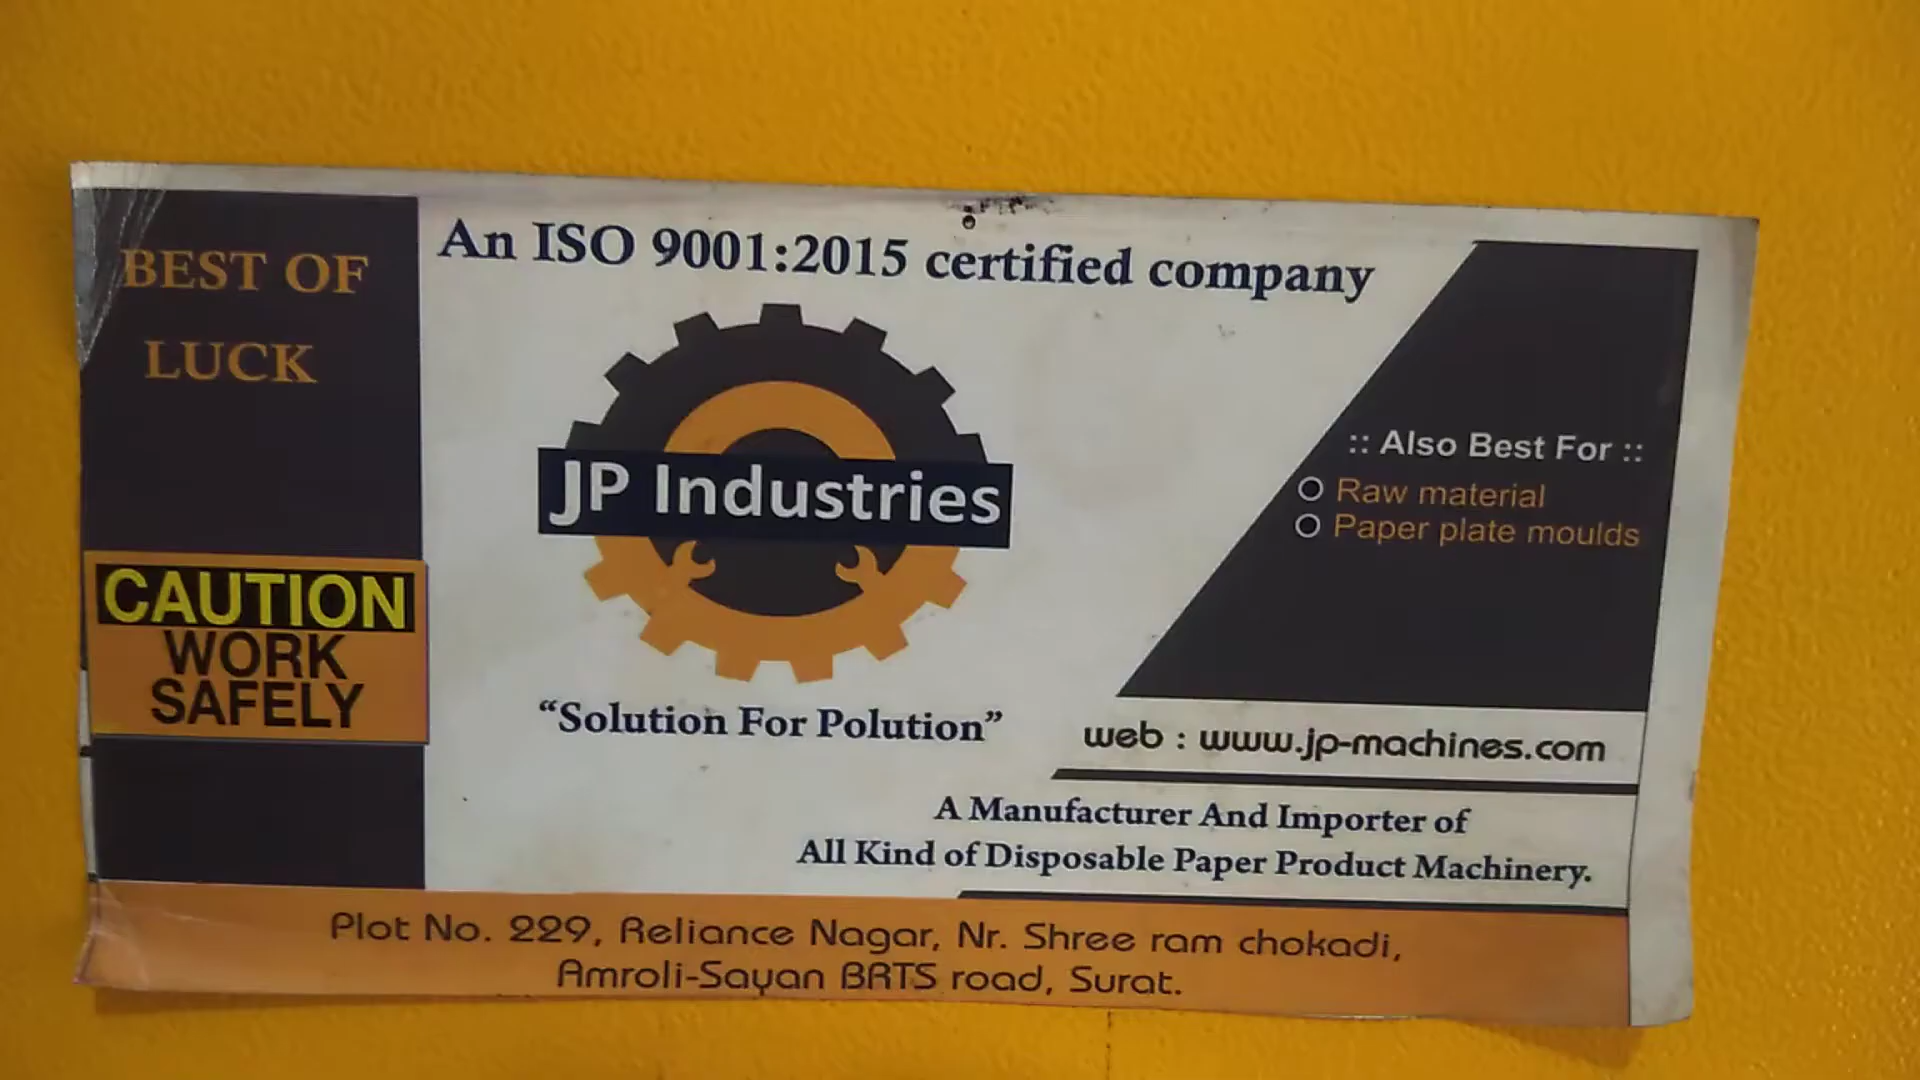 BEST OF
LUCK
CAUTION
WORK
SAFELY
An ISO 9001:2015 certified company
JP Industries
“Solution For Polution”
:: Also Best For ::
Raw material
Paper plate moulds
web : www.jp-machines.com
A Manufacturer And Importer of
All Kind of Disposable Paper Product Machinery.
Plot No. 229, Reliance Nagar, Nr. Shree ram chokadi,
Amroli-Sayan BRTS road, Surat.